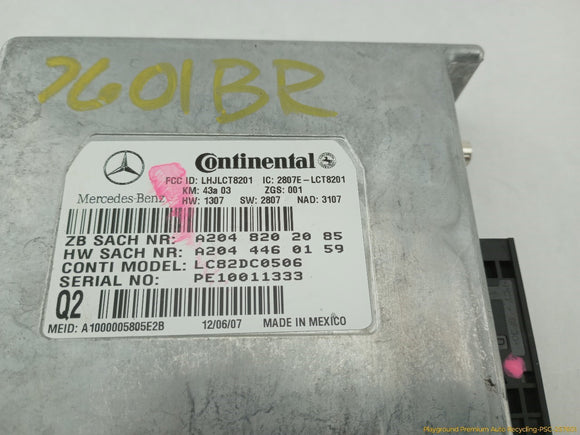 7601BR
Continental
FCC ID: LHJLCT8201 IC: 2807E-LCT8201
KM: 43a 03 ZGS: 001
Mercedes-Benz
HW: 1307 SW: 2807 NAD: 3107
ZB SACH NR: A204 820 20 85
HW SACH NR: A204 446 01 59
CONTI MODEL: LC82DC0506
SERIAL NO: PE10011333
Q2
MEID: A1000005805E2B 12/06/07 MADE IN MEXICO